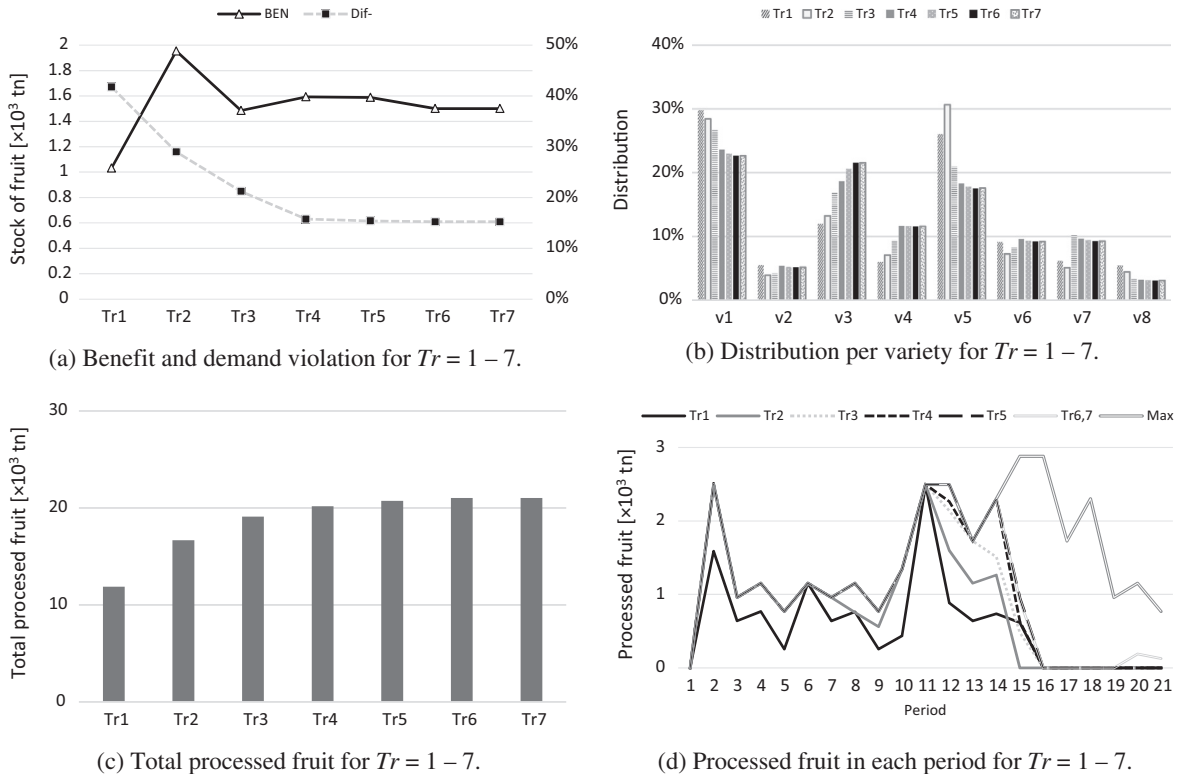 BEN Dif-
Stock of fruit [×10³ tn]
2
1.8
1.6
1.4
1.2
1
0.8
0.6
0.4
0.2
0
50%
40%
30%
20%
10%
0%
Tr1 Tr2 Tr3 Tr4 Tr5 Tr6 Tr7
(a) Benefit and demand violation for Tr = 1 – 7.
Tr1 Tr2 Tr3 Tr4 Tr5 Tr6 Tr7
Distribution
40%
30%
20%
10%
0%
v1 v2 v3 v4 v5 v6 v7 v8
(b) Distribution per variety for Tr = 1 – 7.
Total procesed fruit [×10³ tn]
30
20
10
0
Tr1 Tr2 Tr3 Tr4 Tr5 Tr6 Tr7
(c) Total processed fruit for Tr = 1 – 7.
Tr1 Tr2 Tr3 Tr4 Tr5 Tr6,7 Max
Processed fruit [×10³ tn]
3
2
1
0
1 2 3 4 5 6 7 8 9 10 11 12 13 14 15 16 17 18 19 20 21
Period
(d) Processed fruit in each period for Tr = 1 – 7.